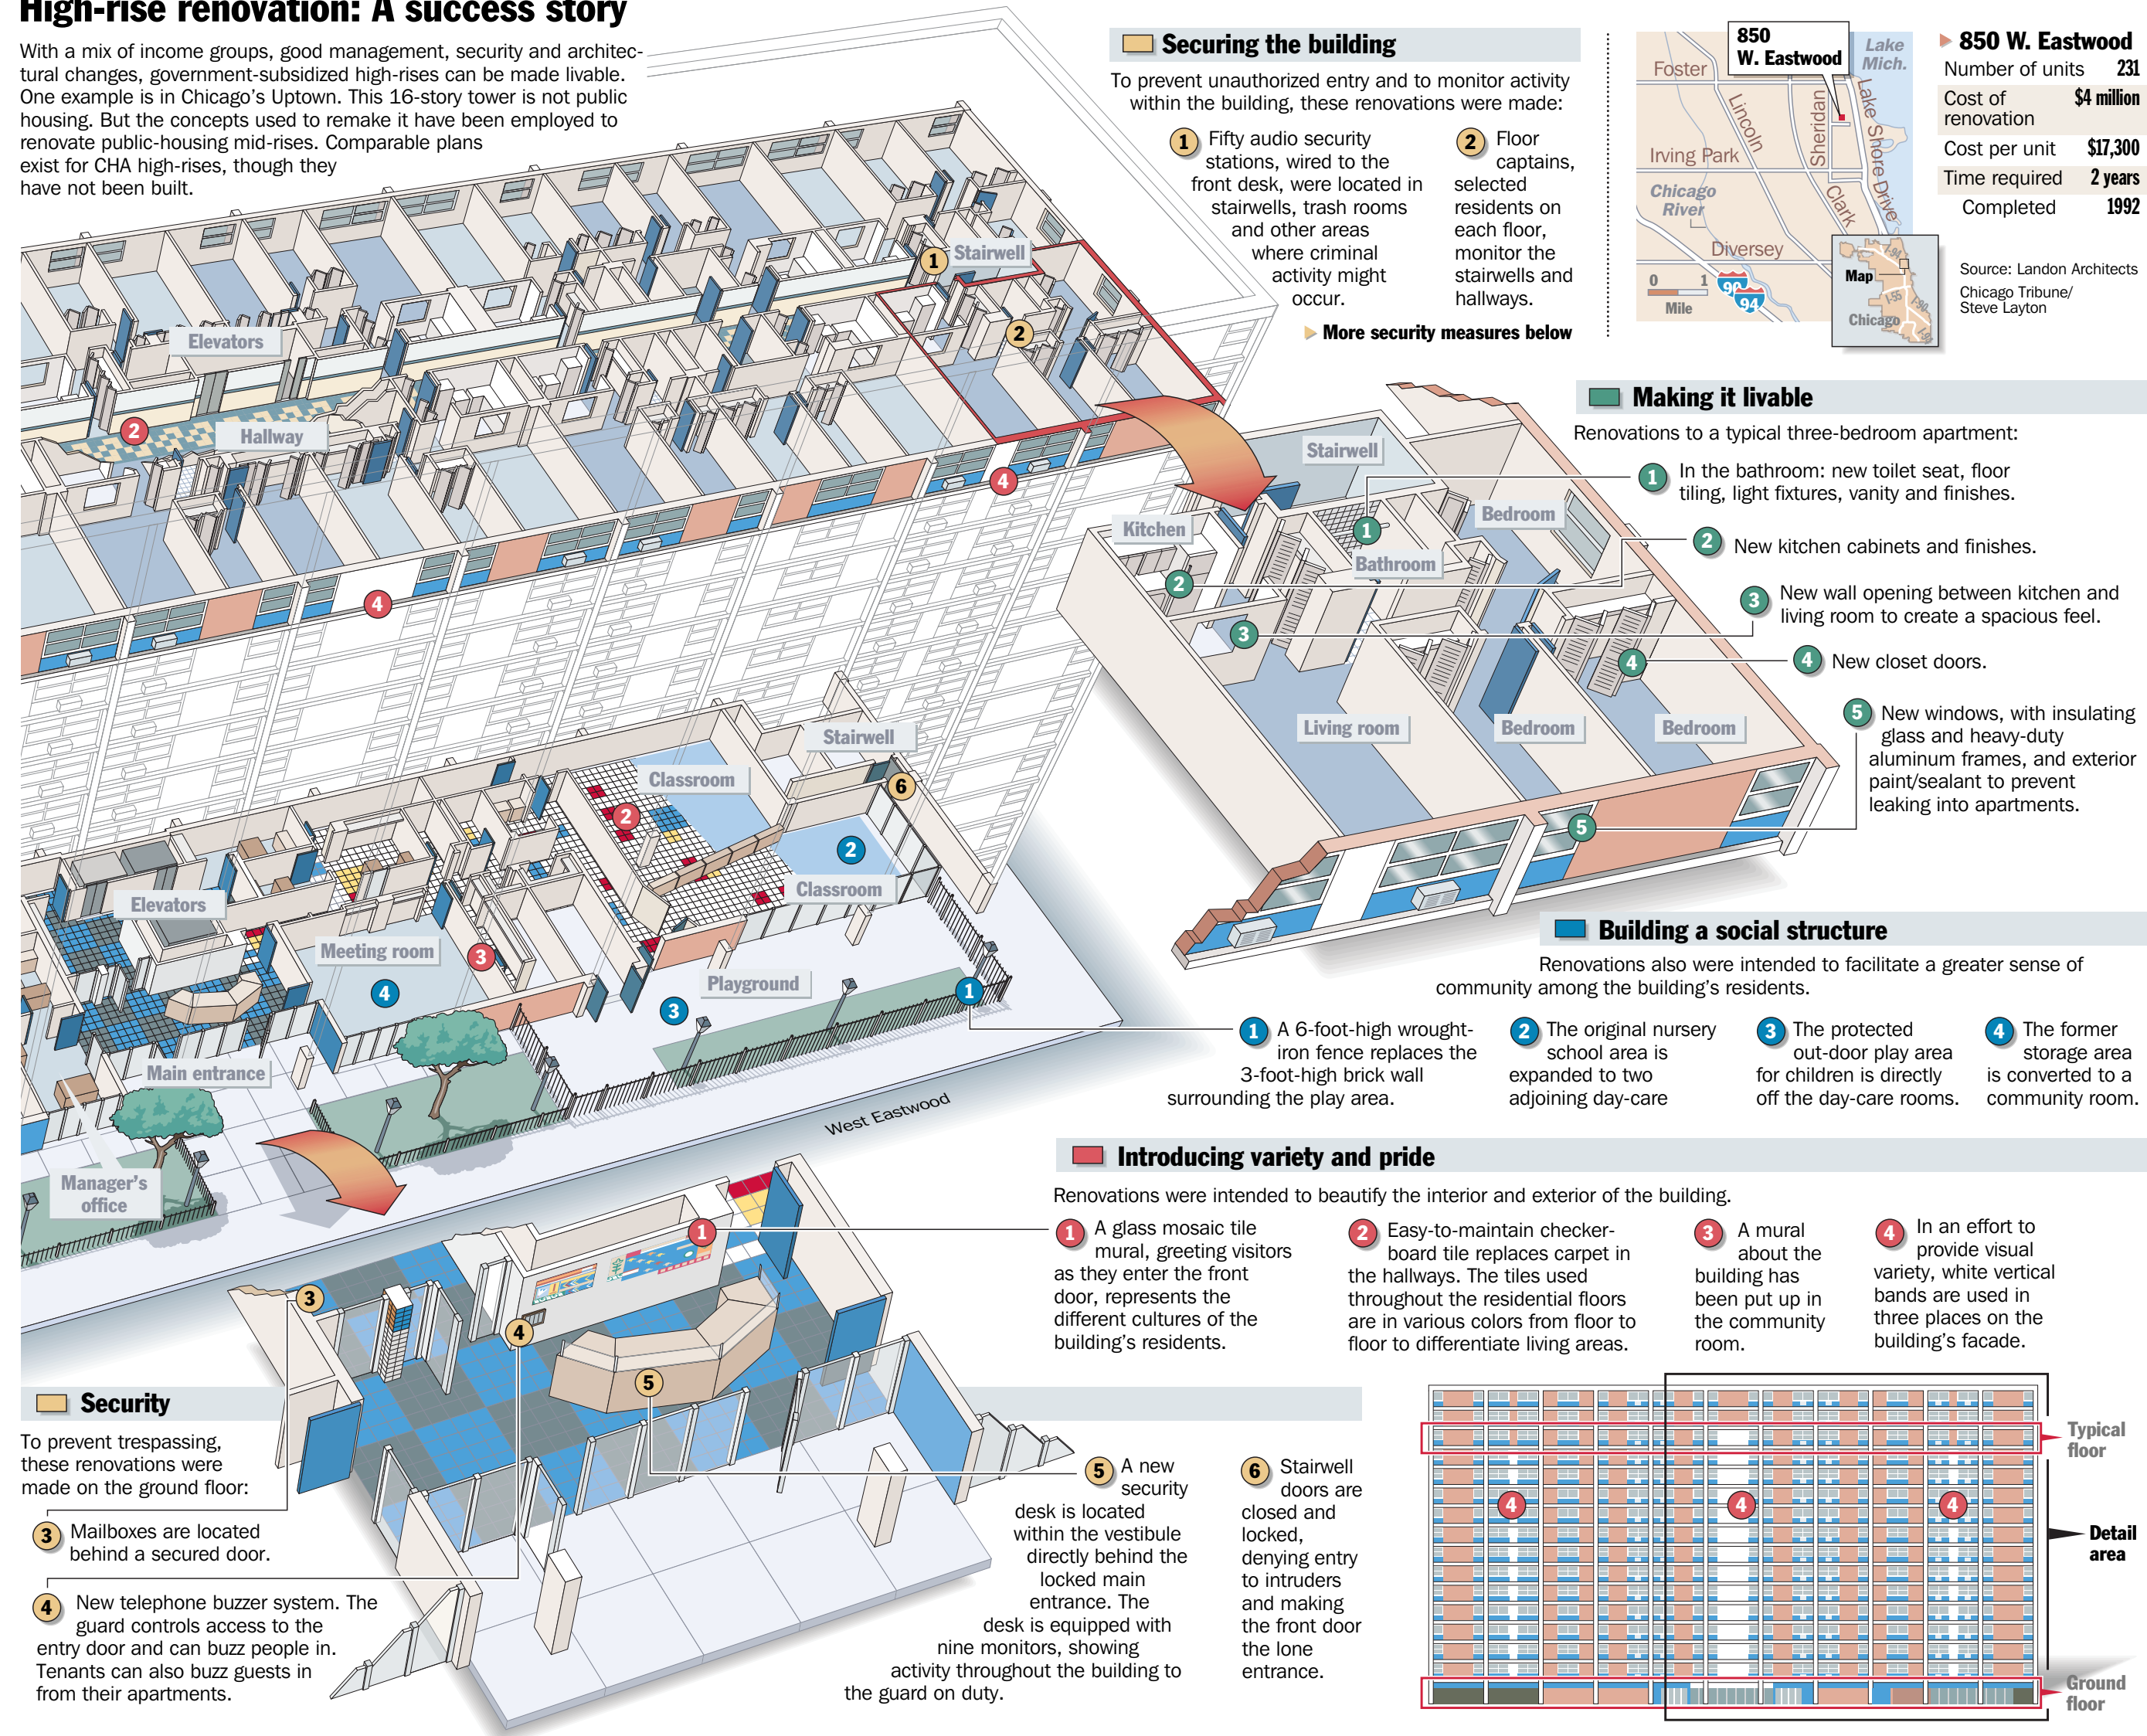 High-rise renovation: A success story
With a mix of income groups, good management, security and architec-
tural changes, government-subsidized high-rises can be made livable.
One example is in Chicago's Uptown. This 16-story tower is not public
housing. But the concepts used to remake it have been employed to
renovate public-housing mid-rises. Comparable plans
exist for CHA high-rises, though they
have not been built.
Securing the building
To prevent unauthorized entry and to monitor activity
within the building, these renovations were made:
1 Fifty audio security
stations, wired to the
front desk, were located in
stairwells, trash rooms
and other areas
where criminal
activity might
occur.
2 Floor
captains,
selected
residents on
each floor,
monitor the
stairwells and
hallways.
More security measures below
850
W. Eastwood
Lake
Mich.
Foster
Lincoln
Sheridan
Lake Shore Drive
Irving Park
Chicago
River
Clark
Diversey
0 1
Mile
90
94
Map
I-94
I-55
I-90
Chicago
850 W. Eastwood
Number of units 231
Cost of
renovation $4 million
Cost per unit $17,300
Time required 2 years
Completed 1992
Source: Landon Architects
Chicago Tribune/
Steve Layton
1
Stairwell
2
Elevators
2
Hallway
4
4
Making it livable
Renovations to a typical three-bedroom apartment:
1 In the bathroom: new toilet seat, floor
tiling, light fixtures, vanity and finishes.
2 New kitchen cabinets and finishes.
3 New wall opening between kitchen and
living room to create a spacious feel.
4 New closet doors.
5 New windows, with insulating
glass and heavy-duty
aluminum frames, and exterior
paint/sealant to prevent
leaking into apartments.
Stairwell
Kitchen
1
Bedroom
Bathroom
2
3
4
Living room
Bedroom
Bedroom
5
Stairwell
Classroom
6
2
2
Classroom
Elevators
Meeting room
3
4
Playground
3
1
Main entrance
Manager's
office
West Eastwood
Building a social structure
Renovations also were intended to facilitate a greater sense of
community among the building's residents.
1 A 6-foot-high wrought-
iron fence replaces the
3-foot-high brick wall
surrounding the play area.
2 The original nursery
school area is
expanded to two
adjoining day-care
3 The protected
out-door play area
for children is directly
off the day-care rooms.
4 The former
storage area
is converted to a
community room.
Introducing variety and pride
Renovations were intended to beautify the interior and exterior of the building.
1 A glass mosaic tile
mural, greeting visitors
as they enter the front
door, represents the
different cultures of the
building's residents.
2 Easy-to-maintain checker-
board tile replaces carpet in
the hallways. The tiles used
throughout the residential floors
are in various colors from floor to
floor to differentiate living areas.
3 A mural
about the
building has
been put up in
the community
room.
4 In an effort to
provide visual
variety, white vertical
bands are used in
three places on the
building's facade.
1
3
4
5
Security
To prevent trespassing,
these renovations were
made on the ground floor:
3 Mailboxes are located
behind a secured door.
4 New telephone buzzer system. The
guard controls access to the
entry door and can buzz people in.
Tenants can also buzz guests in
from their apartments.
5 A new
security
desk is located
within the vestibule
directly behind the
locked main
entrance. The
desk is equipped with
nine monitors, showing
activity throughout the building to
the guard on duty.
6 Stairwell
doors are
closed and
locked,
denying entry
to intruders
and making
the front door
the lone
entrance.
4 4 4
Typical
floor
Detail
area
Ground
floor